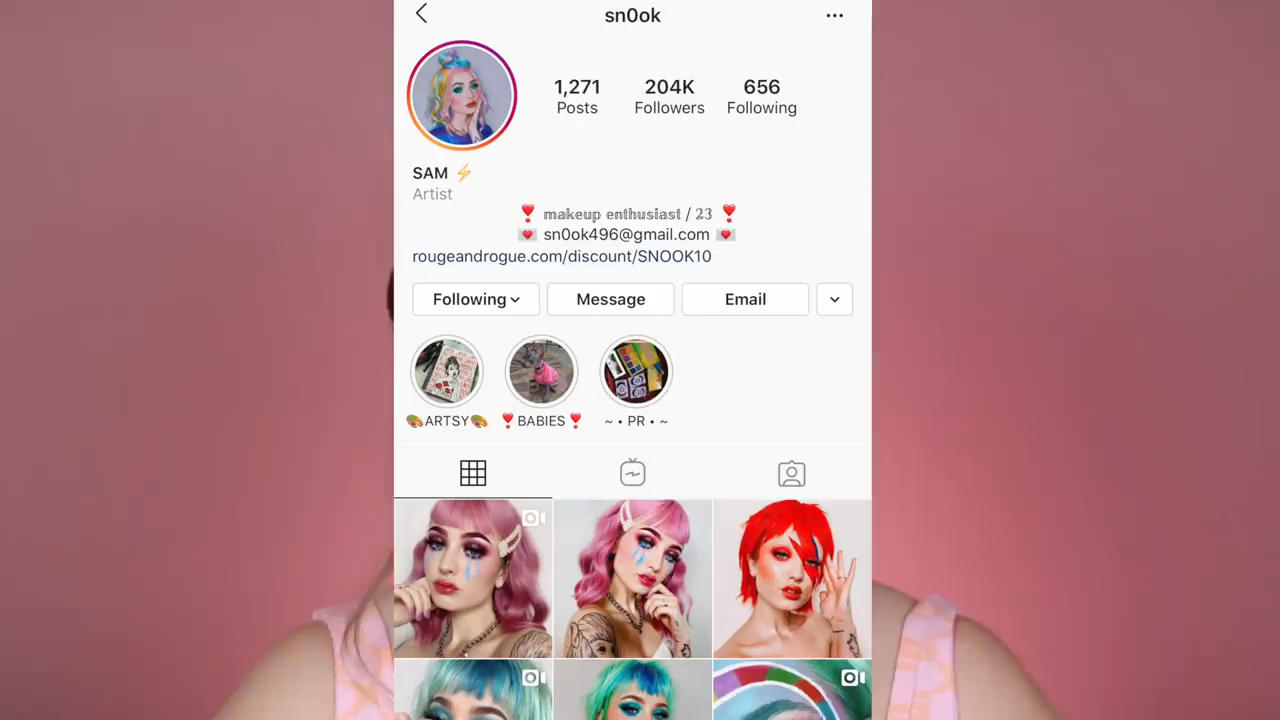 sn0ok
1,271 204K 656
Posts Followers Following
SAM ⚡
Artist
❣️ 𝕞𝕒𝕜𝕖𝕦𝕡 𝕖𝕟𝕥𝕙𝕦𝕤𝕚𝕒𝕤𝕥 / 𝟚𝟛 ❣️
💌 sn0ok496@gmail.com 💌
rougeandrogue.com/discount/SNOOK10
Following Message Email
🎨ARTSY🎨 ❣️BABIES❣️ ~ • PR • ~